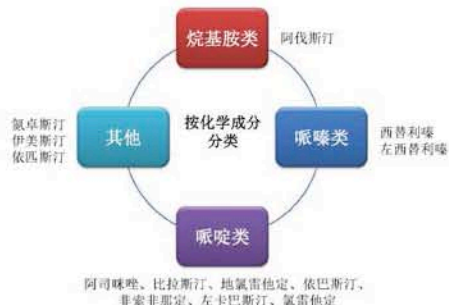 烷基胺类
阿伐斯汀
氮卓斯汀
伊美斯汀
依匹斯汀
其他
按化学成分
分类
哌嗪类
西替利嗪
左西替利嗪
哌啶类
阿司咪唑、比拉斯汀、地氯雷他定、依巴斯汀、
非索非那定、左卡巴斯汀、氯雷他定